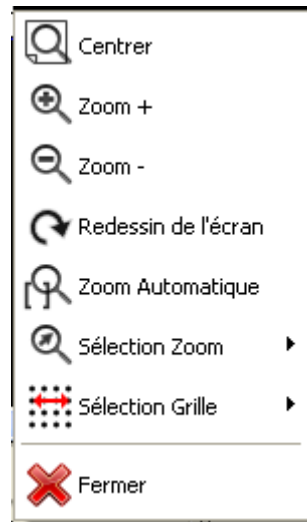 Centrer
Zoom +
Zoom -
Redessin de l'écran
Zoom Automatique
Sélection Zoom
Sélection Grille
Fermer